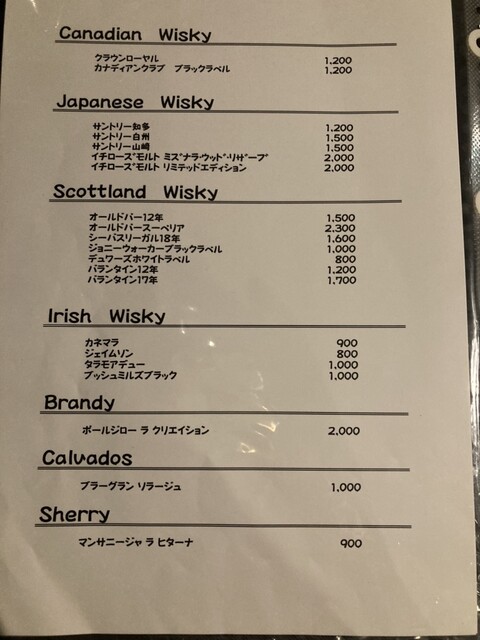 Canadian Wisky
クラウンローヤル 1,200
カナディアンクラブ ブラックラベル 1,200
Japanese Wisky
サントリー知多 1,200
サントリー白州 1,500
サントリー山崎 1,500
イチローズモルト ミズナラ・ウッド・リザーブ 2,000
イチローズモルト リミテッドエディション 2,000
Scottland Wisky
オールドパー12年 1,500
オールドパースーペリア 2,300
シーバスリーガル18年 1,600
ジョニーウォーカーブラックラベル 1,000
デュワーズホワイトラベル 800
バランタイン12年 1,200
バランタイン17年 1,700
Irish Wisky
カネマラ 900
ジェイムソン 800
タラモアデュー 1,000
ブッシュミルズブラック 1,000
Brandy
ポールジロー ラ クリエイション 2,000
Calvados
ブラーグラン ソラージュ 1,000
Sherry
マンサニージャ ラ ヒターナ 900